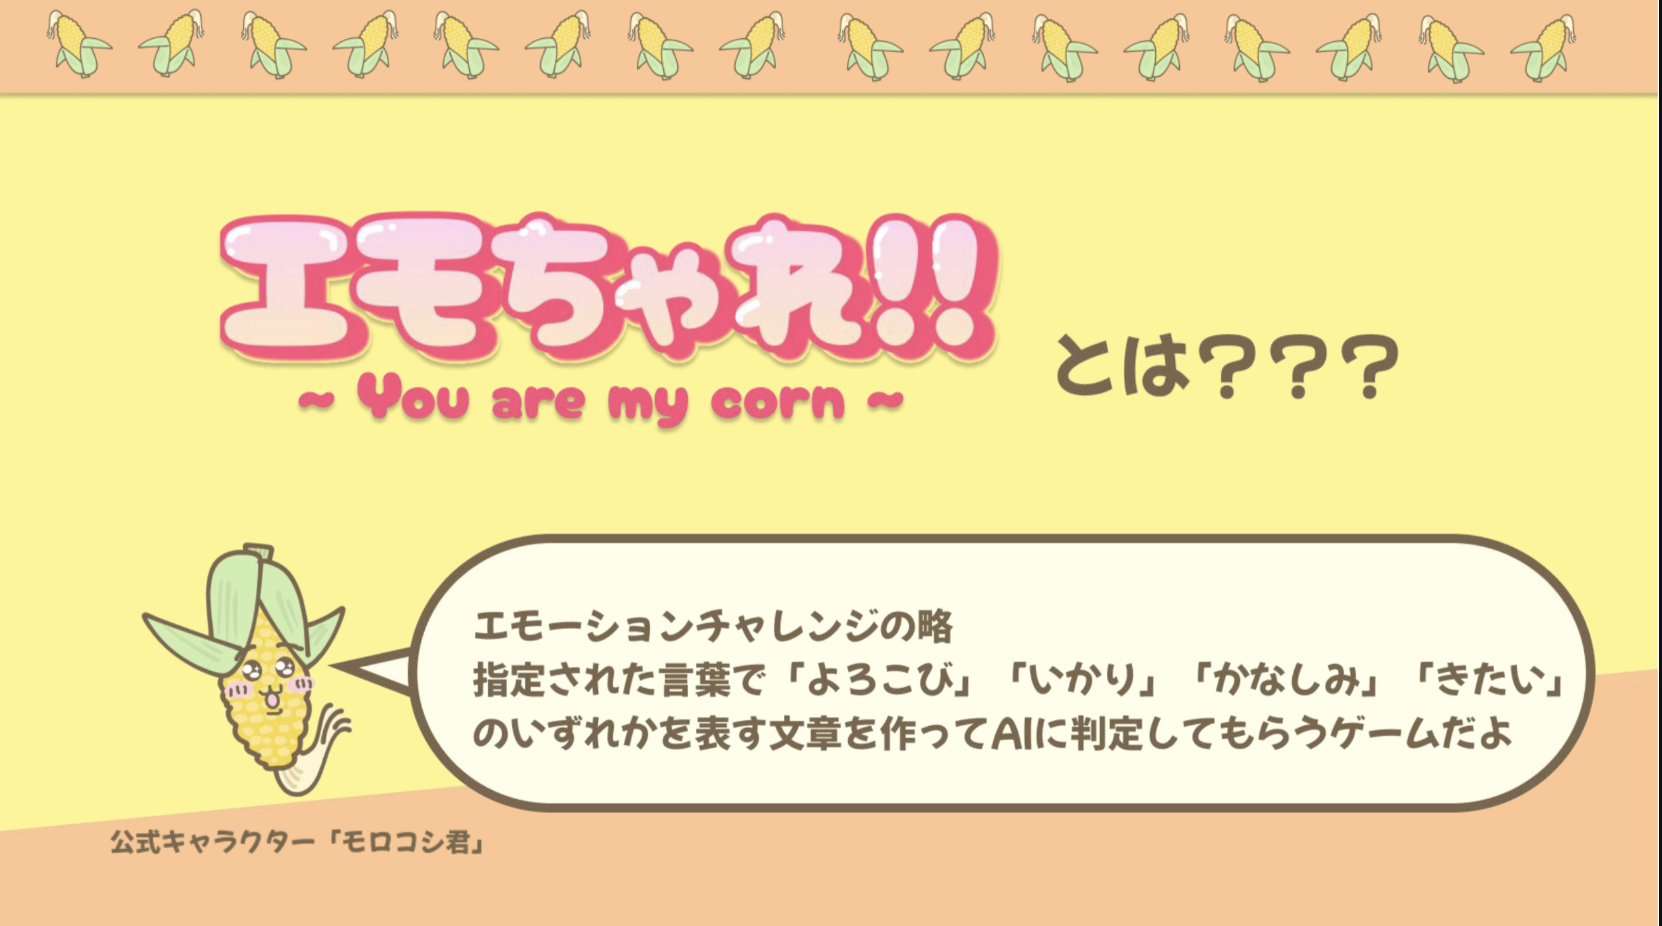 エモちゃれ!!
~ You are my corn ~
とは？？？
エモーションチャレンジの略
指定された言葉で「よろこび」「いかり」「かなしみ」「きたい」
のいずれかを表す文章を作ってAIに判定してもらうゲームだよ
公式キャラクター「モロコシ君」